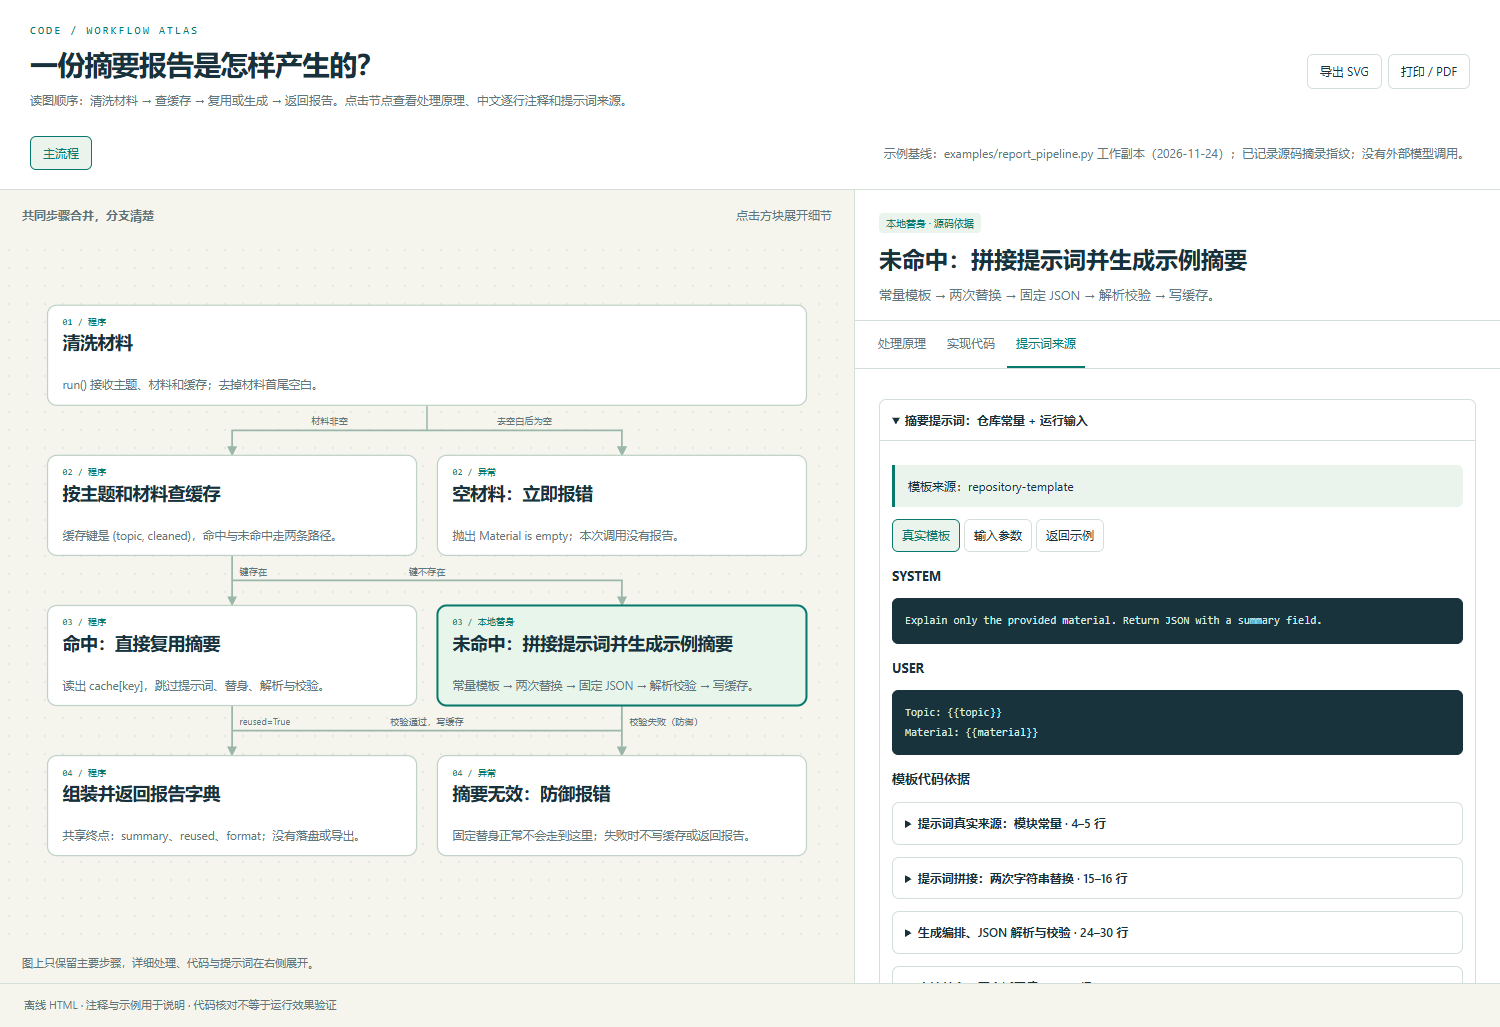 CODE / WORKFLOW ATLAS
一份摘要报告是怎样产生的？
读图顺序：清洗材料 → 查缓存 → 复用或生成 → 返回报告。点击节点查看处理原理、中文逐行注释和提示词来源。
导出 SVG
打印 / PDF
主流程
示例基线：examples/report_pipeline.py 工作副本（2026-11-24）；已记录源码摘录指纹；没有外部模型调用。
共同步骤合并，分支清楚
点击方块展开细节
01 / 程序
清洗材料
run() 接收主题、材料和缓存；去掉材料首尾空白。
材料非空
去空白后为空
02 / 程序
按主题和材料查缓存
缓存键是 (topic, cleaned)，命中与未命中走两条路径。
02 / 异常
空材料：立即报错
抛出 Material is empty；本次调用没有报告。
键存在
键不存在
03 / 程序
命中：直接复用摘要
读出 cache[key]，跳过提示词、替身、解析与校验。
03 / 本地替身
未命中：拼接提示词并生成示例摘要
常量模板 → 两次替换 → 固定 JSON → 解析校验 → 写缓存。
reused=True
校验通过，写缓存
校验失败（防御）
04 / 程序
组装并返回报告字典
共享终点：summary、reused、format；没有落盘或导出。
04 / 异常
摘要无效：防御报错
固定替身正常不会走到这里；失败时不写缓存或返回报告。
图上只保留主要步骤，详细处理、代码与提示词在右侧展开。
本地替身 · 源码依据
未命中：拼接提示词并生成示例摘要
常量模板 → 两次替换 → 固定 JSON → 解析校验 → 写缓存。
处理原理
实现代码
提示词来源
▼ 摘要提示词：仓库常量 + 运行输入
模板来源：repository-template
真实模板
输入参数
返回示例
SYSTEM
Explain only the provided material. Return JSON with a summary field.
USER
Topic: {{topic}}
Material: {{material}}
模板代码依据
▶ 提示词真实来源：模块常量 · 4–5 行
▶ 提示词拼接：两次字符串替换 · 15–16 行
▶ 生成编排、JSON 解析与校验 · 24–30 行
离线 HTML · 注释与示例用于说明 · 代码核对不等于运行效果验证